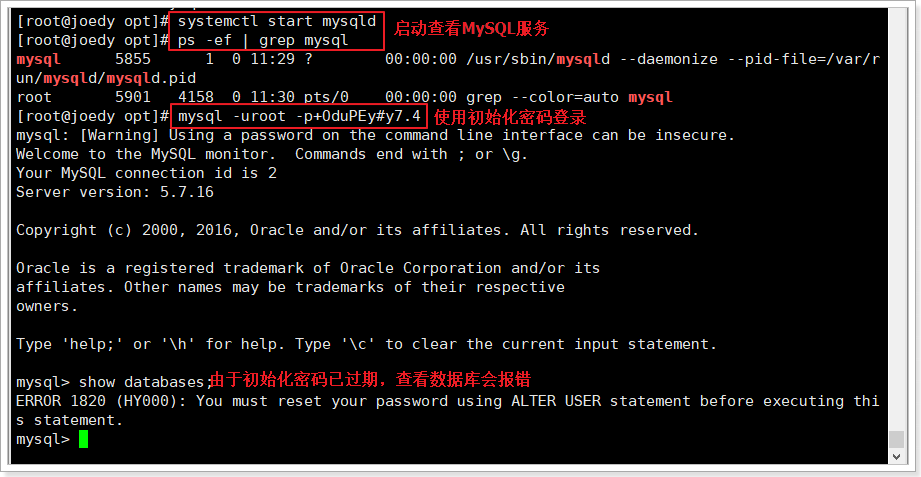 [root@joedy opt]# systemctl start mysqld
启动查看MySQL服务
[root@joedy opt]# ps -ef | grep mysql
mysql      5855      1  0 11:29 ?        00:00:00 /usr/sbin/mysqld --daemonize --pid-file=/var/r
un/mysqld/mysqld.pid
root       5901   4158  0 11:30 pts/0    00:00:00 grep --color=auto mysql
[root@joedy opt]# mysql -uroot -p+OduPEy#y7.4 使用初始化密码登录
mysql: [Warning] Using a password on the command line interface can be insecure.
Welcome to the MySQL monitor.  Commands end with ; or \g.
Your MySQL connection id is 2
Server version: 5.7.16
Copyright (c) 2000, 2016, Oracle and/or its affiliates. All rights reserved.
Oracle is a registered trademark of Oracle Corporation and/or its
affiliates. Other names may be trademarks of their respective
owners.
Type 'help;' or '\h' for help. Type '\c' to clear the current input statement.
mysql> show databases; 由于初始化密码已过期，查看数据库会报错
ERROR 1820 (HY000): You must reset your password using ALTER USER statement before executing thi
s statement.
mysql>